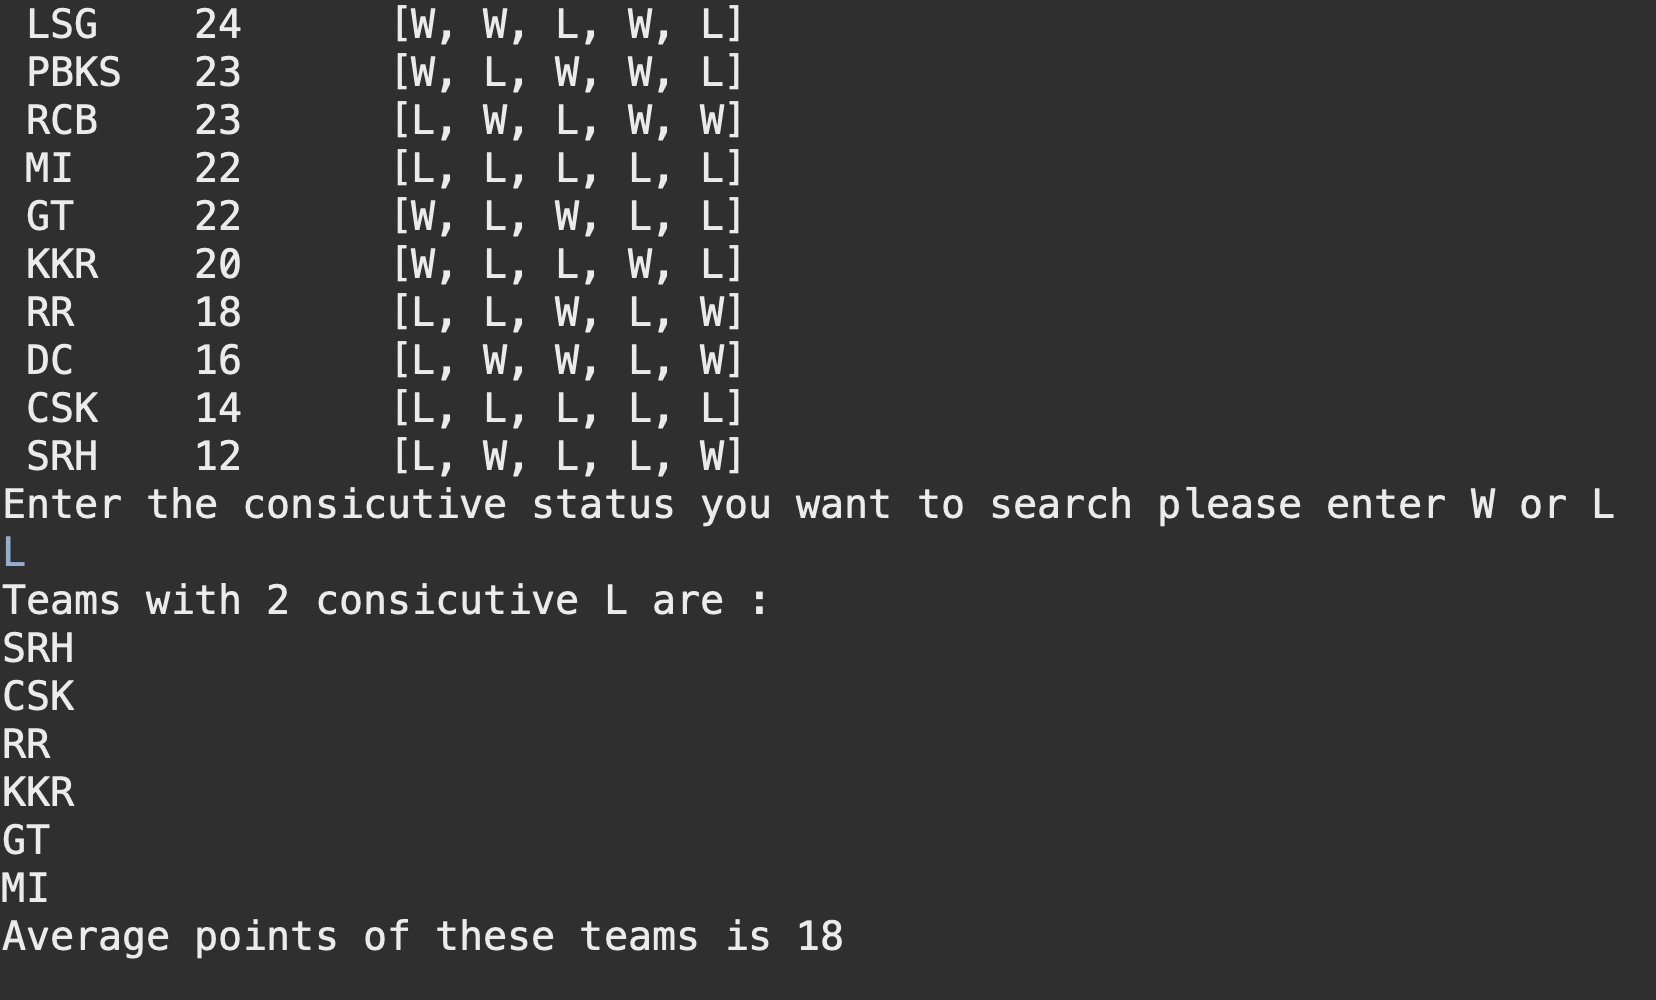 LSG 24 [W, W, L, W, L]
PBKS 23 [W, L, W, W, L]
RCB 23 [L, W, L, W, W]
MI 22 [L, L, L, L, L]
GT 22 [W, L, W, L, L]
KKR 20 [W, L, L, W, L]
RR 18 [L, L, W, L, W]
DC 16 [L, W, W, L, W]
CSK 14 [L, L, L, L, L]
SRH 12 [L, W, L, L, W]
Enter the consicutive status you want to search please enter W or L
L
Teams with 2 consicutive L are :
SRH
CSK
RR
KKR
GT
MI
Average points of these teams is 18